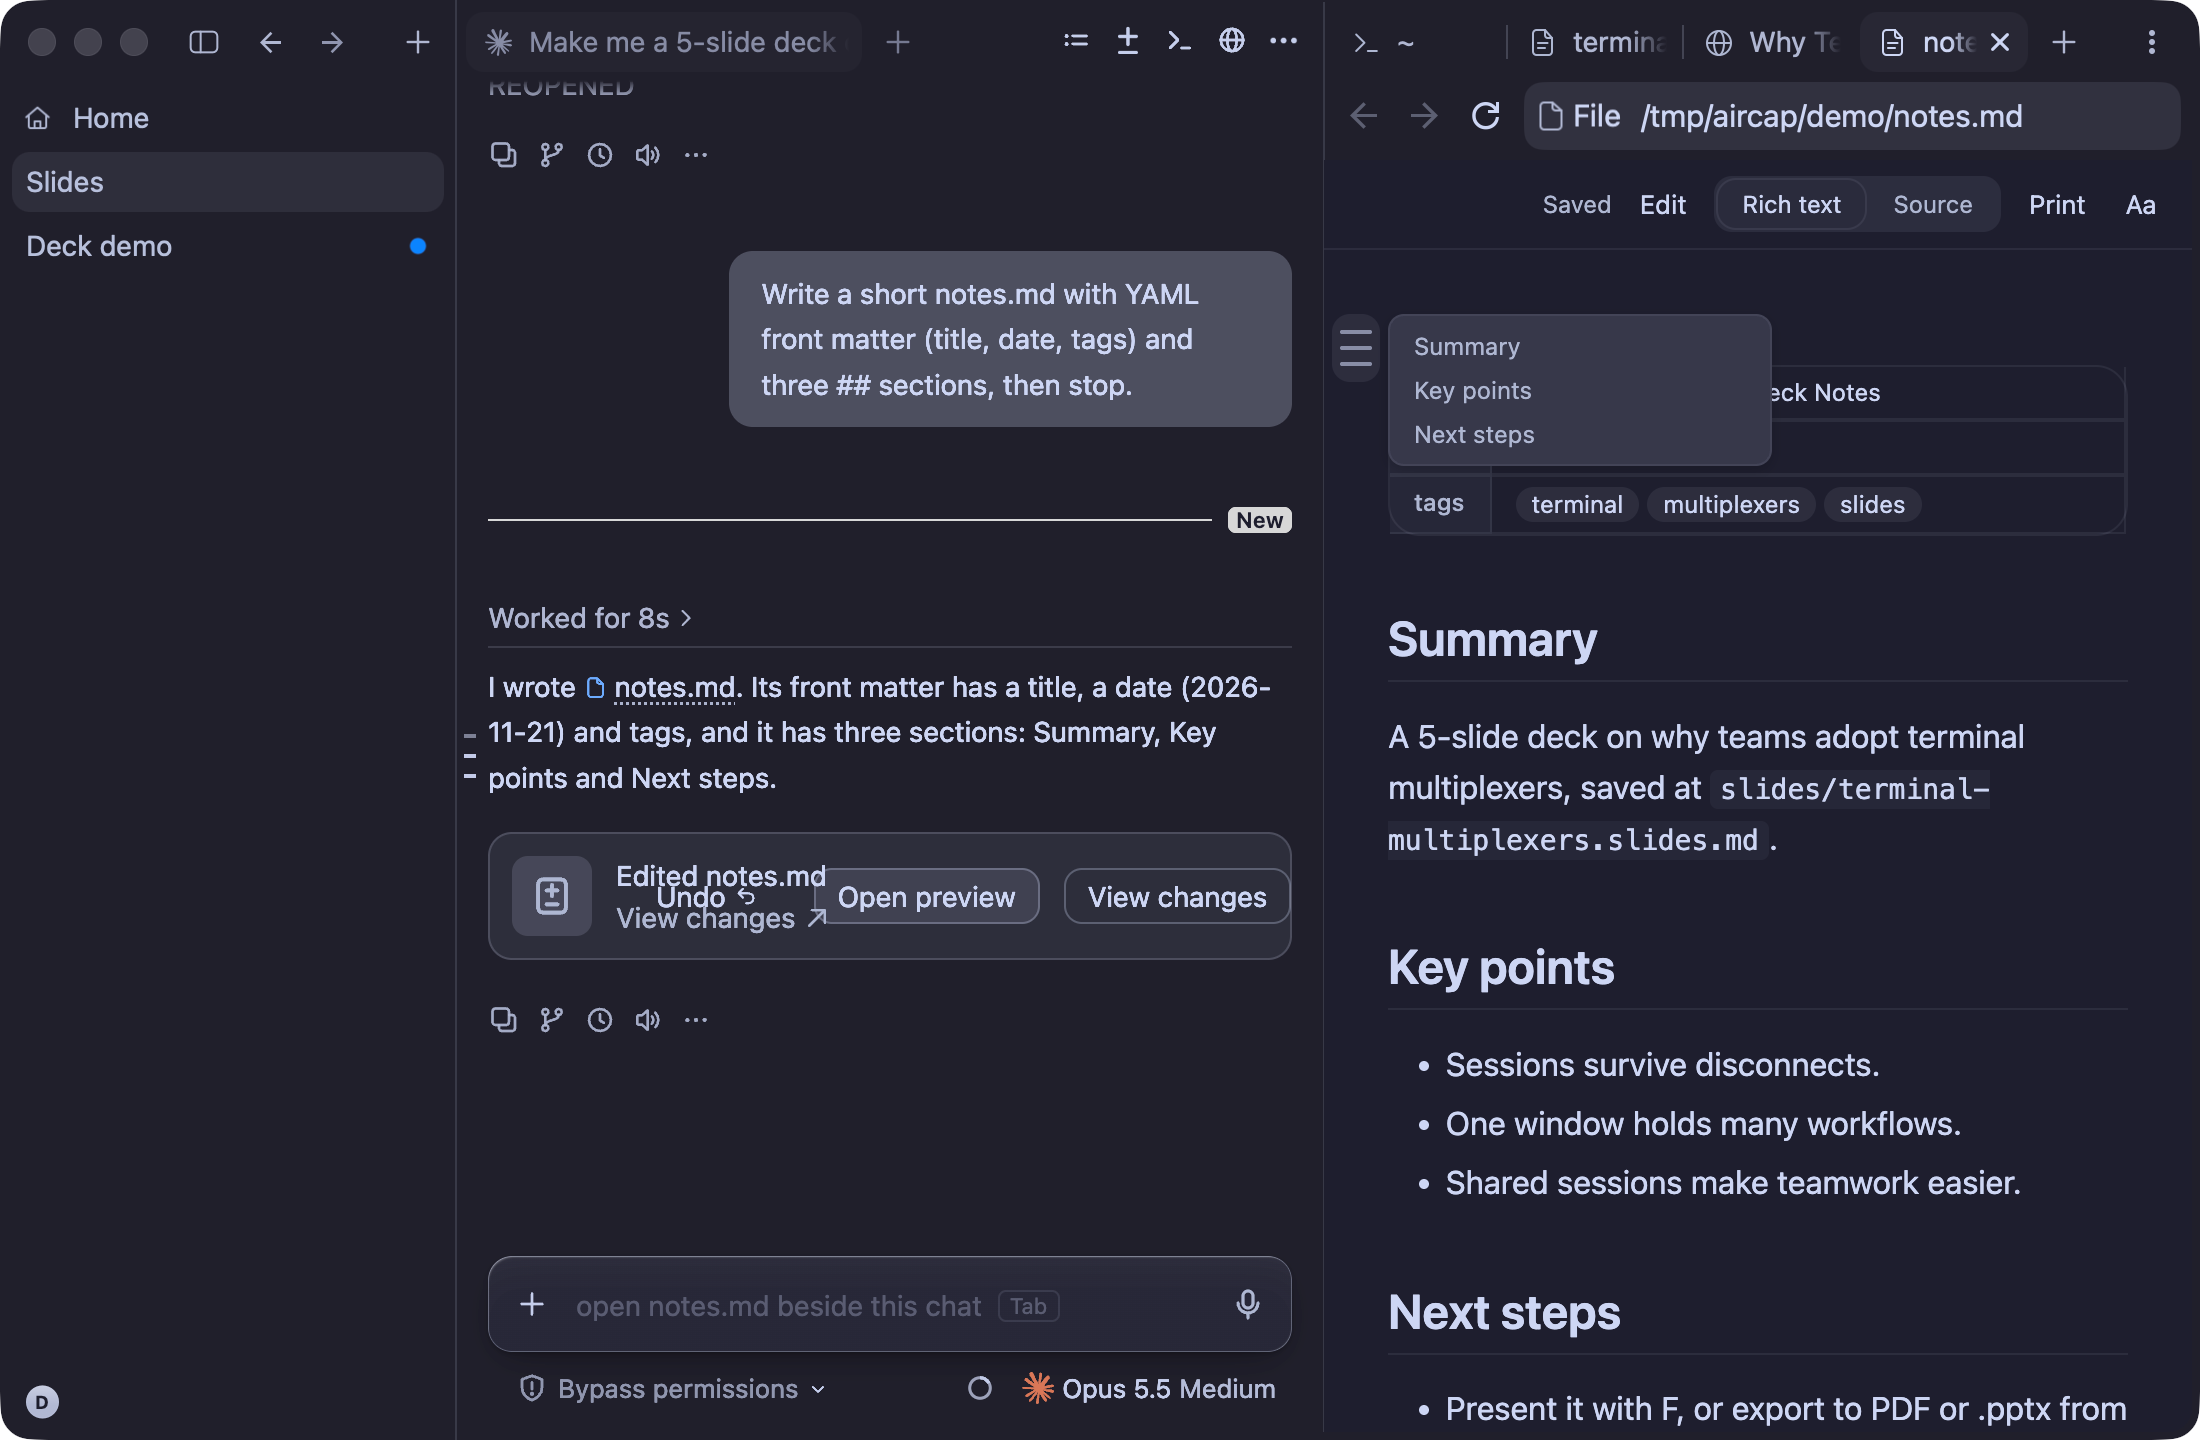 Home
Slides
Deck demo
D
Make me a 5-slide deck
REOPENED
Write a short notes.md with YAML
front matter (title, date, tags) and
three ## sections, then stop.
New
Worked for 8s
I wrote notes.md. Its front matter has a title, a date (2026-
11-21) and tags, and it has three sections: Summary, Key
points and Next steps.
Edited notes.md
View changes
Undo
Open preview
View changes
open notes.md beside this chat Tab
Bypass permissions
Opus 5.5 Medium
~
Why
File /tmp/aircap/demo/notes.md
Saved Edit Rich text Source Print Aa
Summary
Key points
Next steps
Notes
tags terminal multiplexers slides
Summary
A 5-slide deck on why teams adopt terminal
multiplexers, saved at slides/terminal-
multiplexers.slides.md.
Key points
• Sessions survive disconnects.
• One window holds many workflows.
• Shared sessions make teamwork easier.
Next steps
• Present it with F, or export to PDF or .pptx from